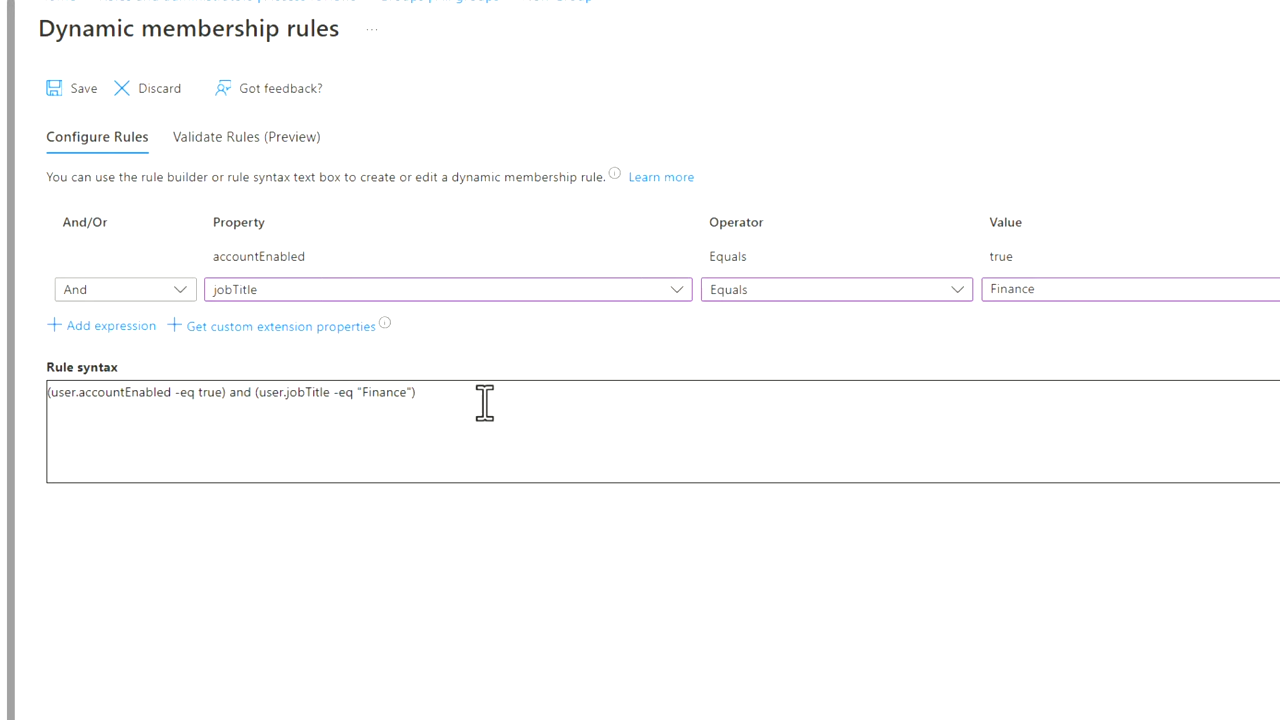 Dynamic membership rules ...
Save Discard Got feedback?
Configure Rules Validate Rules (Preview)
You can use the rule builder or rule syntax text box to create or edit a dynamic membership rule. Learn more
And/Or Property Operator Value
accountEnabled Equals true
And jobTitle Equals Finance
+ Add expression + Get custom extension properties
Rule syntax
(user.accountEnabled -eq true) and (user.jobTitle -eq "Finance")